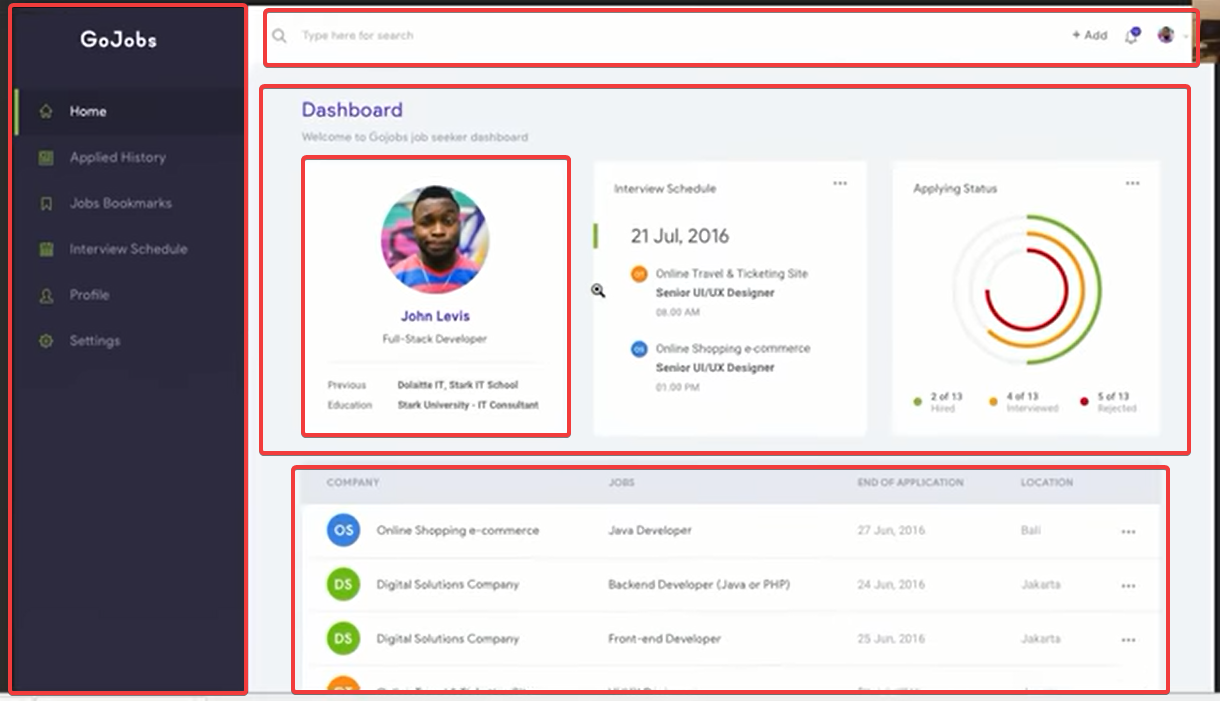 GoJobs
Home
Applied History
Jobs Bookmarks
Interview Schedule
Profile
Settings
Type here for search
+ Add
Dashboard
Welcome to Gojobs job seeker dashboard
John Levis
Full-Stack Developer
Previous Dolaitte IT, Stark IT School
Education Stark University - IT Consultant
Interview Schedule
21 Jul, 2016
Online Travel & Ticketing Site
Senior UI/UX Designer
08.00 AM
OS Online Shopping e-commerce
Senior UI/UX Designer
01:00 PM
Applying Status
2 of 13 4 of 13 5 of 13
Hired Interviewed Rejected
COMPANY JOBS END OF APPLICATION LOCATION
OS Online Shopping e-commerce Java Developer 27 Jun, 2016 Bali
DS Digital Solutions Company Backend Developer (Java or PHP) 24 Jun, 2016 Jakarta
DS Digital Solutions Company Front-end Developer 25 Jun, 2016 Jakarta